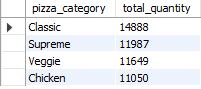 pizza_category total_quantity
Classic 14888
Supreme 11987
Veggie 11649
Chicken 11050